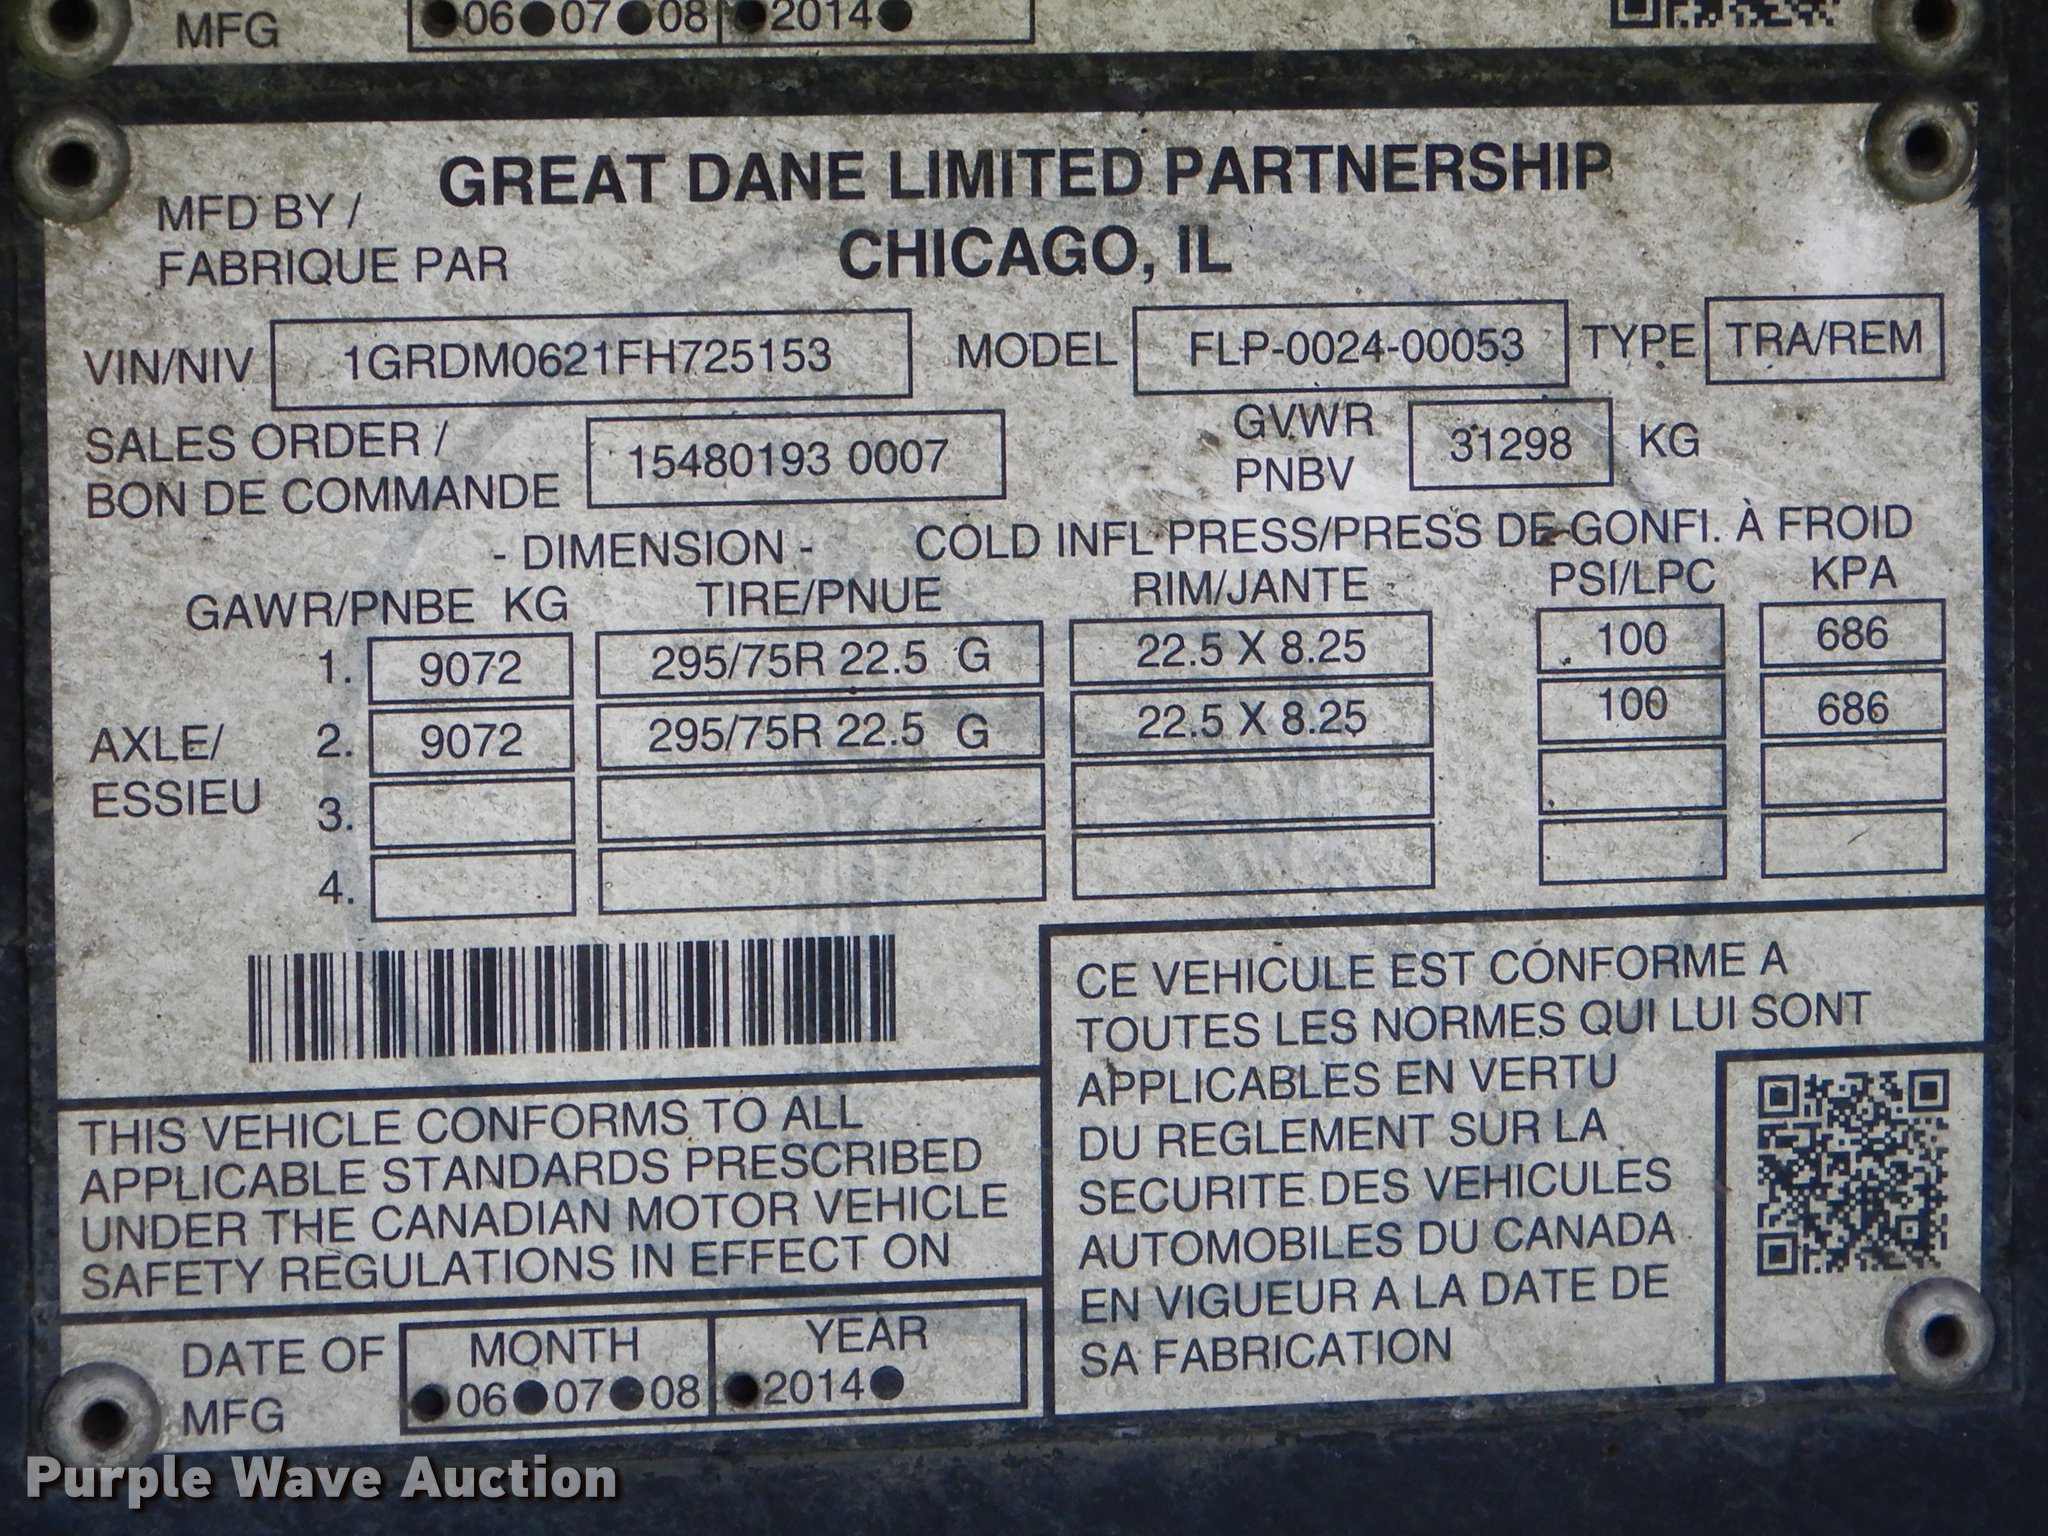 MFG 06 07 08 2014
MFD BY / GREAT DANE LIMITED PARTNERSHIP
FABRIQUE PAR CHICAGO, IL
VIN/NIV 1GRDM0621FH725153 MODEL FLP-0024-00053 TYPE TRA/REM
SALES ORDER / BON DE COMMANDE 15480193 0007 GVWR PNBV 31298 KG
- DIMENSION - COLD INFL PRESS/PRESS DE GONFI. À FROID
GAWR/PNBE KG TIRE/PNUE RIM/JANTE PSI/LPC KPA
AXLE/
ESSIEU
1. 9072 295/75R 22.5 G 22.5 X 8.25 100 686
2. 9072 295/75R 22.5 G 22.5 X 8.25 100 686
3.
4.
THIS VEHICLE CONFORMS TO ALL
APPLICABLE STANDARDS PRESCRIBED
UNDER THE CANADIAN MOTOR VEHICLE
SAFETY REGULATIONS IN EFFECT ON
DATE OF MFG
MONTH YEAR
06 07 08 2014
CE VEHICULE EST CONFORME A
TOUTES LES NORMES QUI LUI SONT
APPLICABLES EN VERTU
DU REGLEMENT SUR LA
SECURITE DES VEHICULES
AUTOMOBILES DU CANADA
EN VIGUEUR A LA DATE DE
SA FABRICATION
Purple Wave Auction